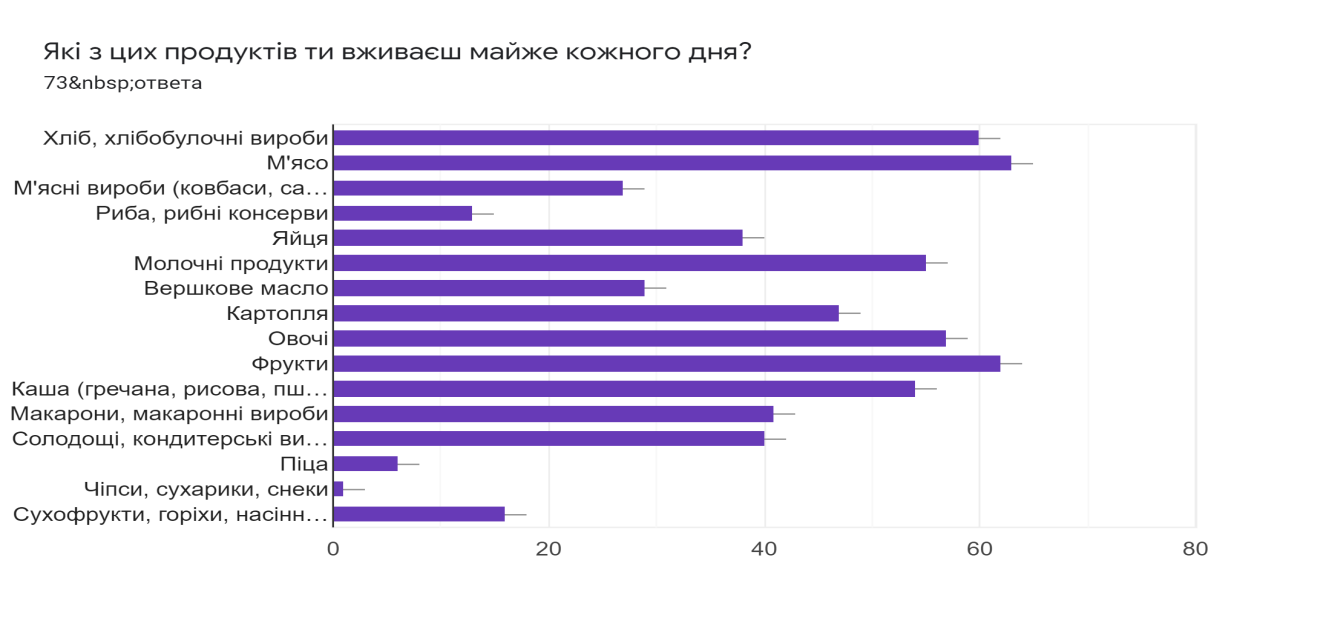 Які з цих продуктів ти вживаєш майже кожного дня?
73&nbsp;ответа
Хліб, хлібобулочні вироби
М'ясо
М'ясні вироби (ковбаси, са…
Риба, рибні консерви
Яйця
Молочні продукти
Вершкове масло
Картопля
Овочі
Фрукти
Каша (гречана, рисова, пш…
Макарони, макаронні вироби
Солодощі, кондитерські ви…
Піца
Чіпси, сухарики, снеки
Сухофрукти, горіхи, насінн…
0 20 40 60 80